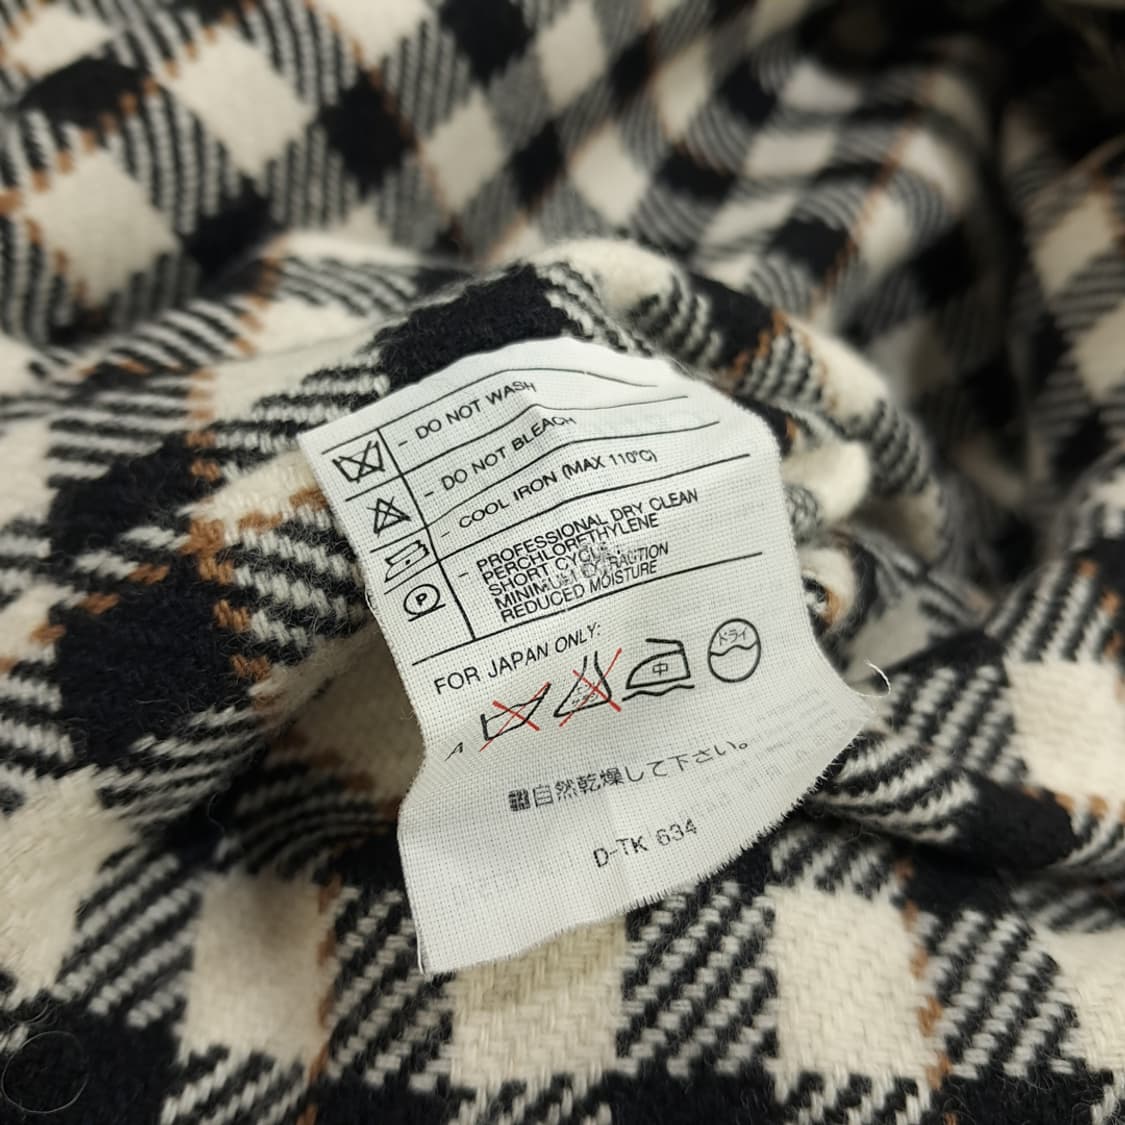 - DO NOT WASH
- DO NOT BLEACH
- COOL IRON (MAX 110°C)
- PROFESSIONAL DRY CLEAN
PERCHLORETHYLENE
SHORT CYCLE
MINIMUM EXTRACTION
REDUCED MOISTURE
P
FOR JAPAN ONLY:
中
ドライ
A
自然乾燥して下さい。
D-TK 634